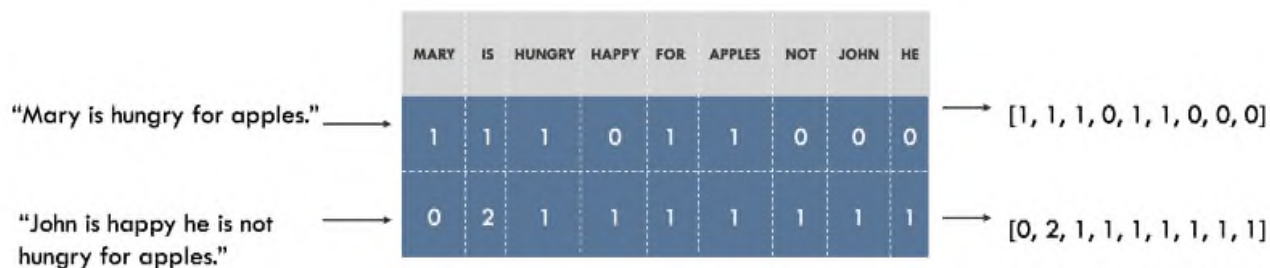 MARY IS HUNGRY HAPPY FOR APPLES NOT JOHN HE
“Mary is hungry for apples.”
1 1 1 0 1 1 0 0 0
[1, 1, 1, 0, 1, 1, 0, 0, 0]
“John is happy he is not
hungry for apples.”
0 2 1 1 1 1 1 1 1
[0, 2, 1, 1, 1, 1, 1, 1, 1]